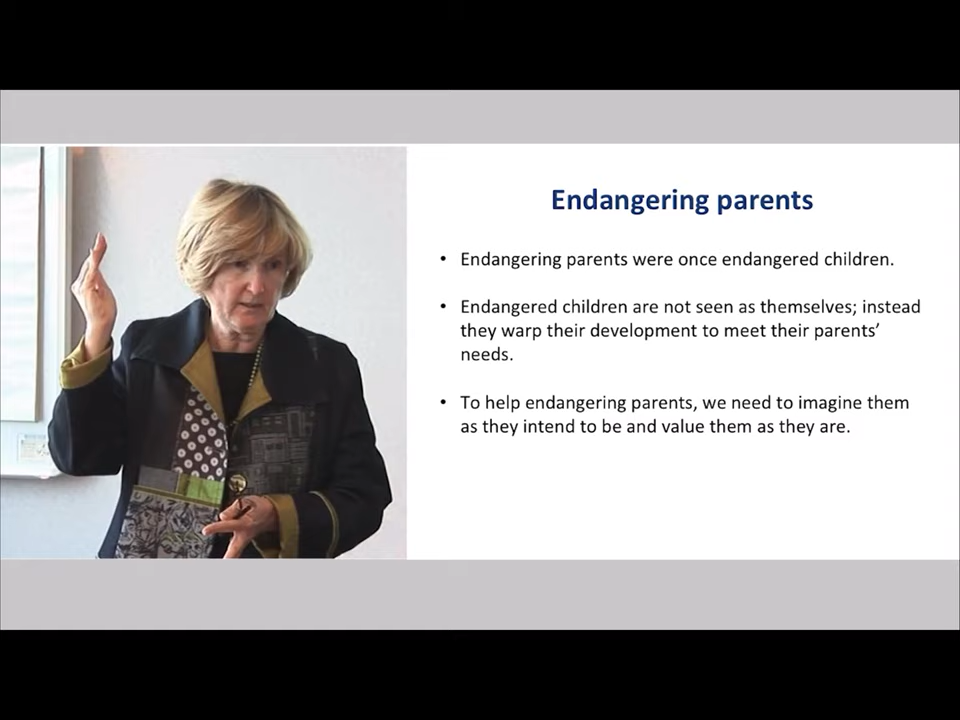 Endangering parents
• Endangering parents were once endangered children.
• Endangered children are not seen as themselves; instead
they warp their development to meet their parents’
needs.
• To help endangering parents, we need to imagine them
as they intend to be and value them as they are.